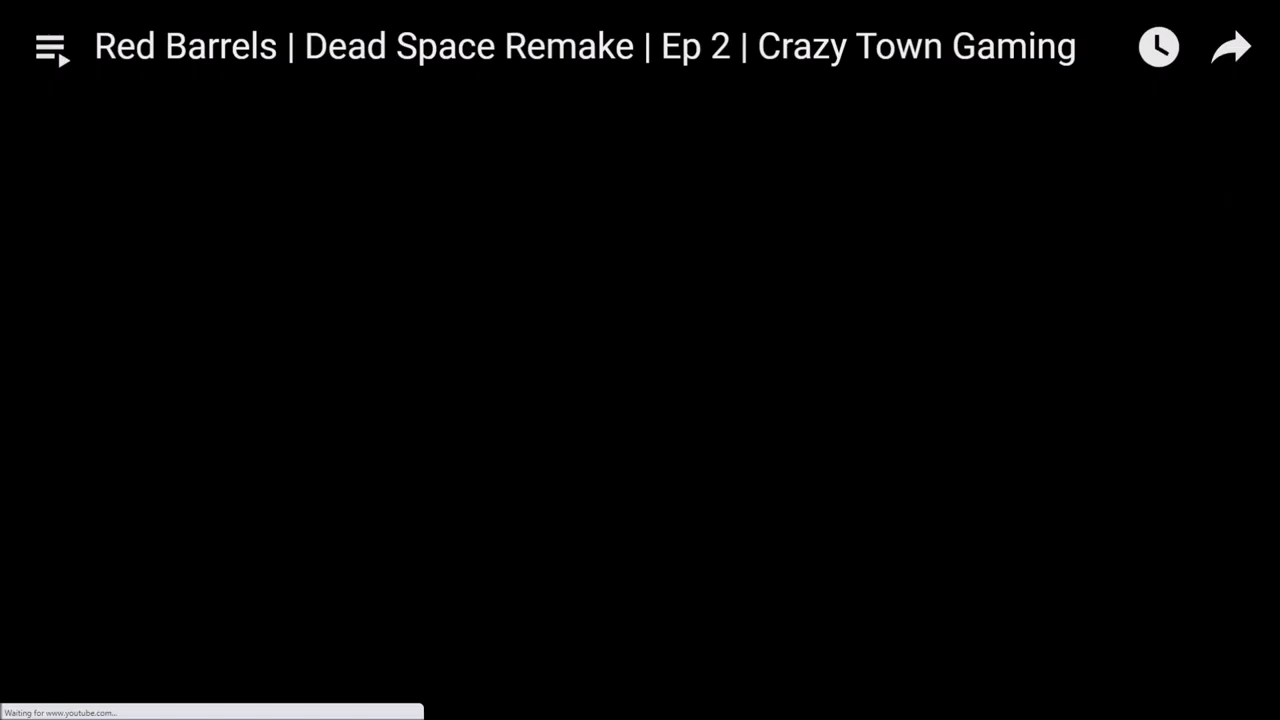 Red Barrels | Dead Space Remake | Ep 2 | Crazy Town Gaming
Waiting for www.youtube.com...